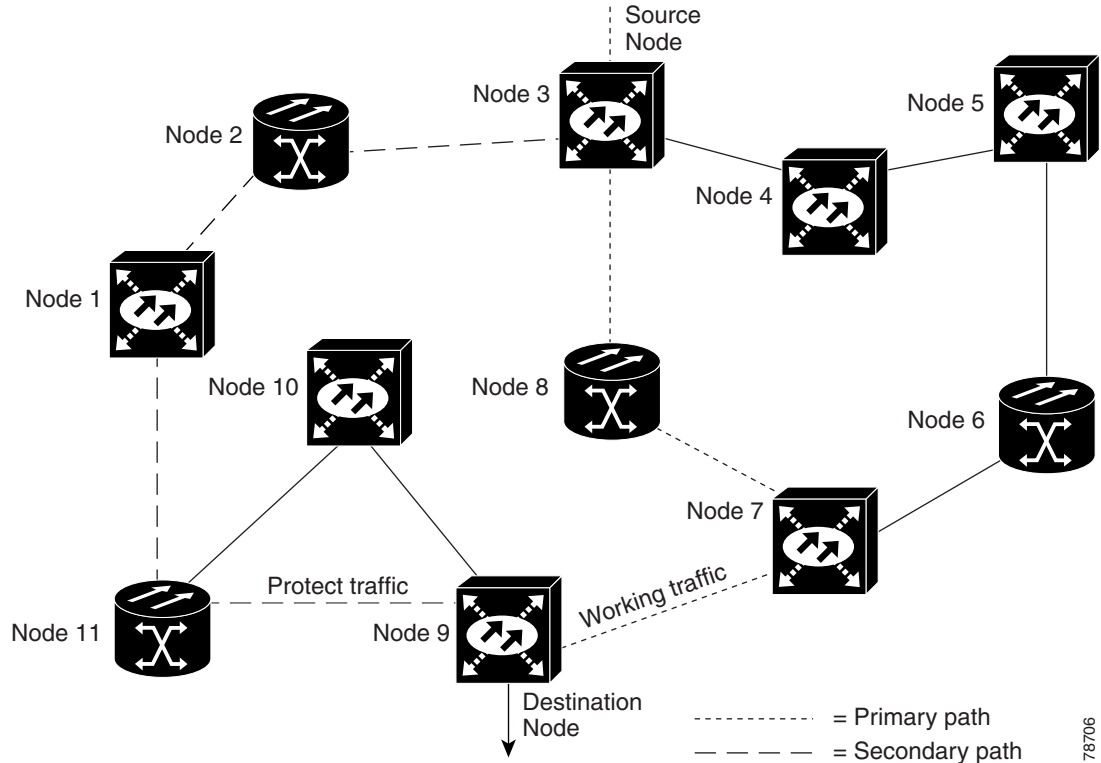 Source
Node
Node 3
Node 5
Node 2
Node 4
Node 1
Node 10
Node 8
Node 6
Node 7
Protect traffic
Working traffic
Node 11
Node 9
Destination
Node
= Primary path
= Secondary path
78706